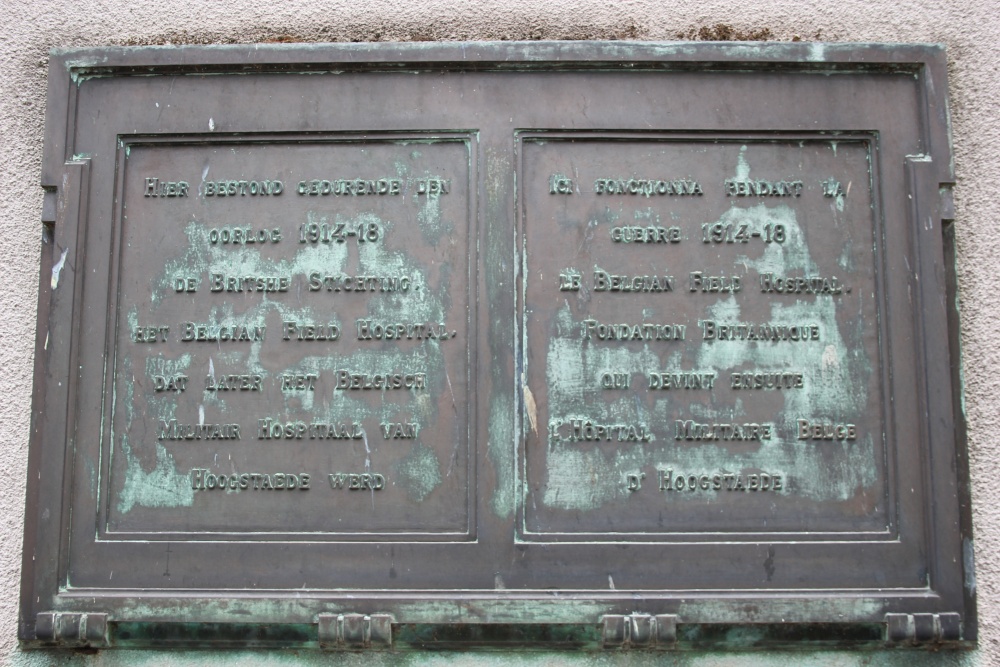 Hier bestond gedurende den
oorlog 1914-18
de Britshe Stichting.
het Belgian Field Hospital.
dat later het Belgisch
Militair Hospitaal van
Hoogstaede werd
Ici fonctionna pendant la
guerre 1914-18
le Belgian Field Hospital.
Fondation Britannique
qui devint ensuite
l'Hôpital Militaire Belge
d'Hoogstaede